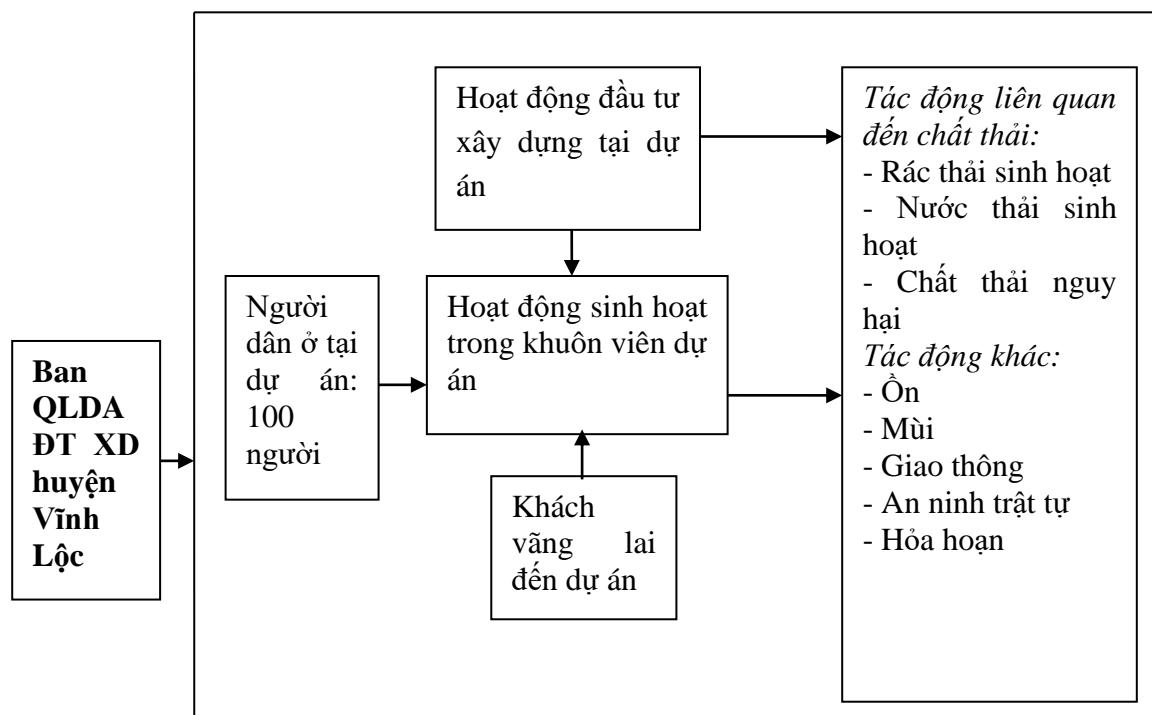 Hoạt động đầu tư
xây dựng tại dự
án
Tác động liên quan
đến chất thải:
- Rác thải sinh hoạt
- Nước thải sinh
hoạt
- Chất thải nguy
hại
Tác động khác:
- Ồn
- Mùi
- Giao thông
- An ninh trật tự
- Hỏa hoạn
Người
dân ở tại
dự án:
100
người
Hoạt động sinh hoạt
trong khuôn viên dự
án
Ban
QLDA
ĐT XD
huyện
Vĩnh
Lộc
Khách
vãng lai
đến dự án